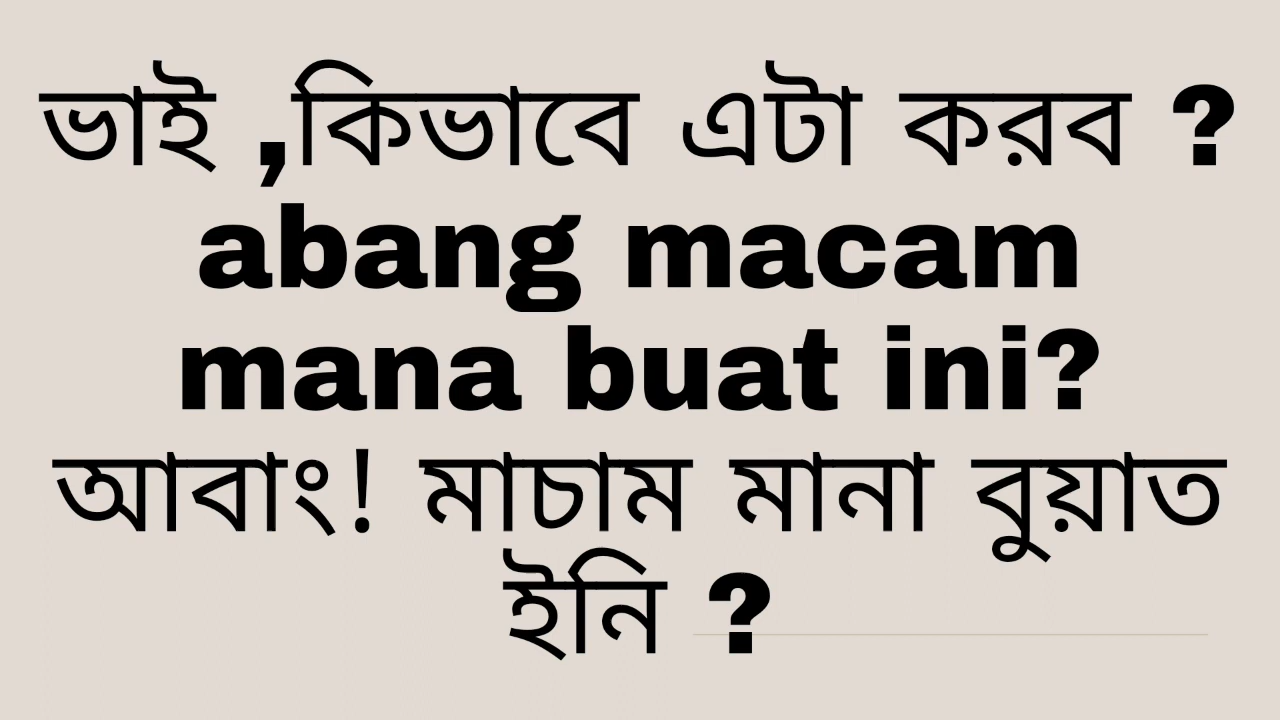 ভাই ,কিভাবে এটা করব ?
abang macam
mana buat ini?
আবাং! মাচাম মানা বুয়াত
ইনি ?